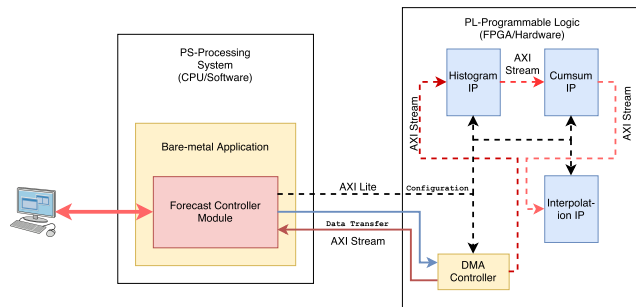 PS-Processing
System
(CPU/Software)
Bare-metal Application
Forecast Controller
Module
AXI Lite
Configuration
Data Transfer
AXI Stream
PL-Programmable Logic
(FPGA/Hardware)
Histogram
IP
AXI
Stream
Cumsum
IP
AXI Stream
AXI Stream
Interpolat-
ion IP
DMA
Controller